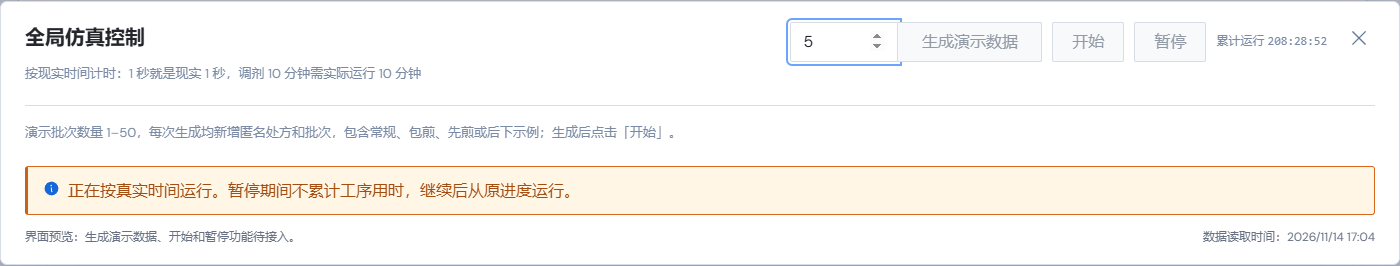 全局仿真控制
5 生成演示数据 开始 暂停 累计运行 208:28:52
按现实时间计时：1 秒就是现实 1 秒，调剂 10 分钟需实际运行 10 分钟
演示批次数量 1–50，每次生成均新增匿名处方和批次，包含常规、包煎、先煎或后下示例；生成后点击「开始」。
正在按真实时间运行。暂停期间不累计工序用时，继续后从原进度运行。
界面预览：生成演示数据、开始和暂停功能待接入。
数据读取时间：2026/11/14 17:04